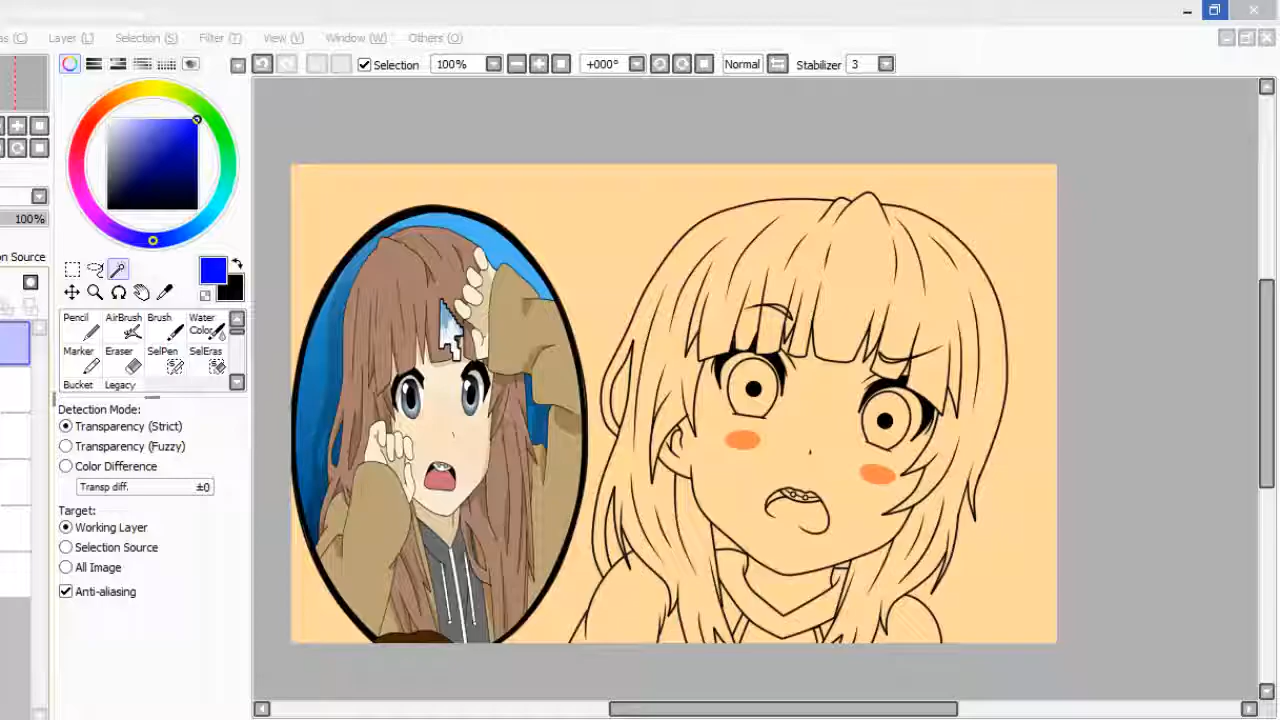 as (C) Layer (L) Selection (S) Filter (T) View (V) Window (W) Others (O)
Selection 100% +000° Normal Stabilizer 3
100%
on Source
Pencil AirBrush Brush Water Color
Marker Eraser SelPen SelEras
Bucket Legacy
Detection Mode:
Transparency (Strict)
Transparency (Fuzzy)
Color Difference
Transp diff. ±0
Target:
Working Layer
Selection Source
All Image
Anti-aliasing